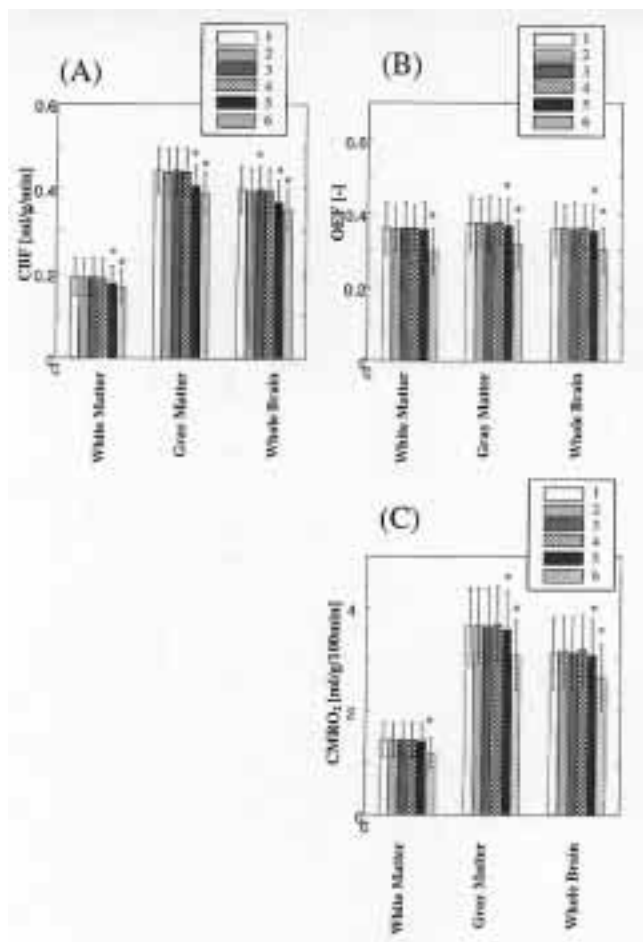 (A)
1
2
3
4
5
6
0.6
0.4
0.2
0
CBF [ml/g/min]
White Matter
Gray Matter
Whole Brain
(B)
1
2
3
4
5
6
0.6
0.4
0.2
0
OEF [-]
White Matter
Gray Matter
Whole Brain
(C)
1
2
3
4
5
6
4
2
0
CMRO₂ [ml/g/100min]
White Matter
Gray Matter
Whole Brain